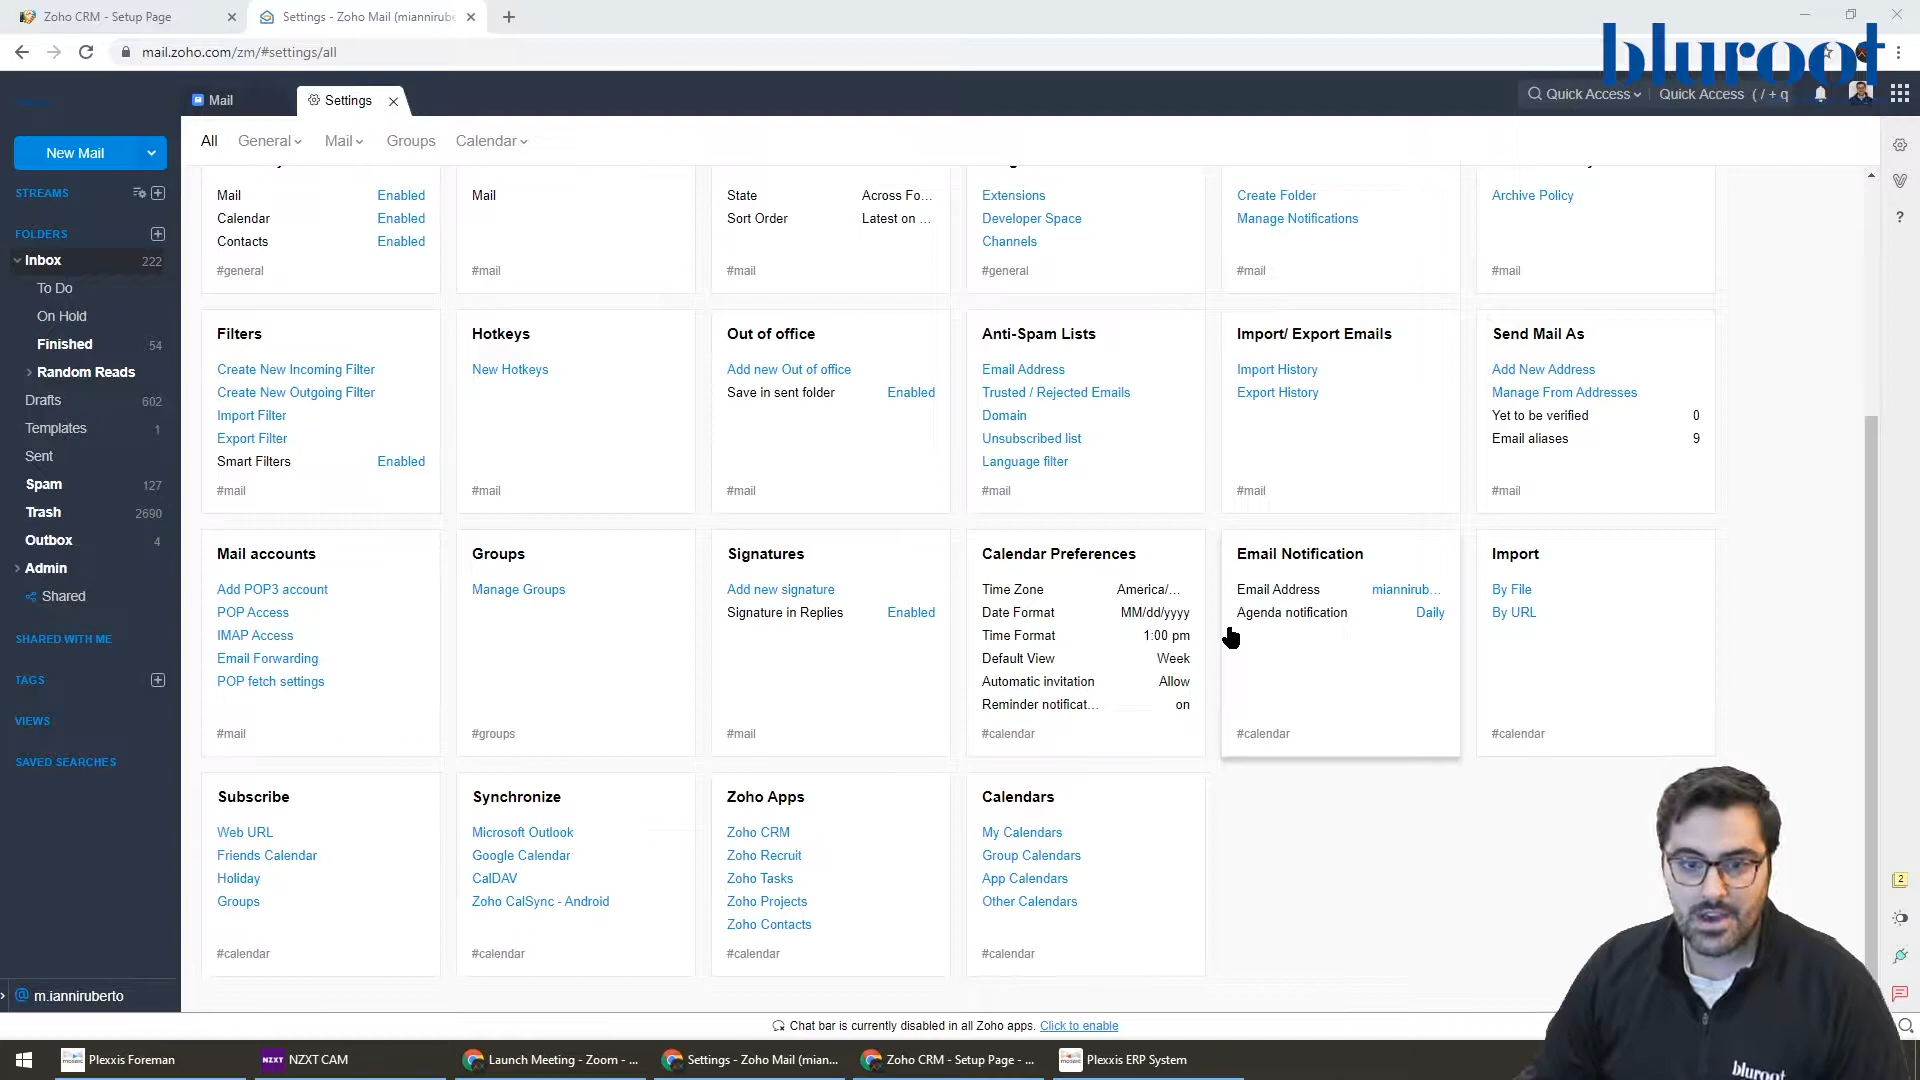 Zoho CRM - Setup Page
Settings - Zoho Mail (mianniruber
mail.zoho.com/zm/#settings/all
bluroot
Mail
Settings
Quick Access
Quick Access ( / + q
New Mail
All
General
Mail
Groups
Calendar
STREAMS
FOLDERS
Inbox 222
To Do
On Hold
Finished 54
Random Reads
Drafts 602
Templates 1
Sent
Spam 127
Trash 2690
Outbox 4
Admin
Shared
SHARED WITH ME
TAGS
VIEWS
SAVED SEARCHES
m.ianniruberto
Mail Enabled
Calendar Enabled
Contacts Enabled
#general
Mail
#mail
State Across Fo...
Sort Order Latest on ...
#mail
Extensions
Developer Space
Channels
#general
Create Folder
Manage Notifications
#mail
Archive Policy
#mail
Filters
Create New Incoming Filter
Create New Outgoing Filter
Import Filter
Export Filter
Smart Filters Enabled
#mail
Hotkeys
New Hotkeys
#mail
Out of office
Add new Out of office
Save in sent folder Enabled
#mail
Anti-Spam Lists
Email Address
Trusted / Rejected Emails
Domain
Unsubscribed list
Language filter
#mail
Import/ Export Emails
Import History
Export History
#mail
Send Mail As
Add New Address
Manage From Addresses
Yet to be verified 0
Email aliases 9
#mail
Mail accounts
Add POP3 account
POP Access
IMAP Access
Email Forwarding
POP fetch settings
#mail
Groups
Manage Groups
#groups
Signatures
Add new signature
Signature in Replies Enabled
#mail
Calendar Preferences
Time Zone America/...
Date Format MM/dd/yyyy
Time Format 1:00 pm
Default View Week
Automatic invitation Allow
Reminder notificat... on
#calendar
Email Notification
Email Address miannirub...
Agenda notification Daily
#calendar
Import
By File
By URL
#calendar
Subscribe
Web URL
Friends Calendar
Holiday
Groups
#calendar
Synchronize
Microsoft Outlook
Google Calendar
CalDAV
Zoho CalSync - Android
#calendar
Zoho Apps
Zoho CRM
Zoho Recruit
Zoho Tasks
Zoho Projects
Zoho Contacts
#calendar
Calendars
My Calendars
Group Calendars
App Calendars
Other Calendars
#calendar
2
Chat bar is currently disabled in all Zoho apps. Click to enable
Plexxis Foreman
NZXT CAM
Launch Meeting - Zoom - ...
Settings - Zoho Mail (mian...
Zoho CRM - Setup Page - ...
Plexxis ERP System
bluroot